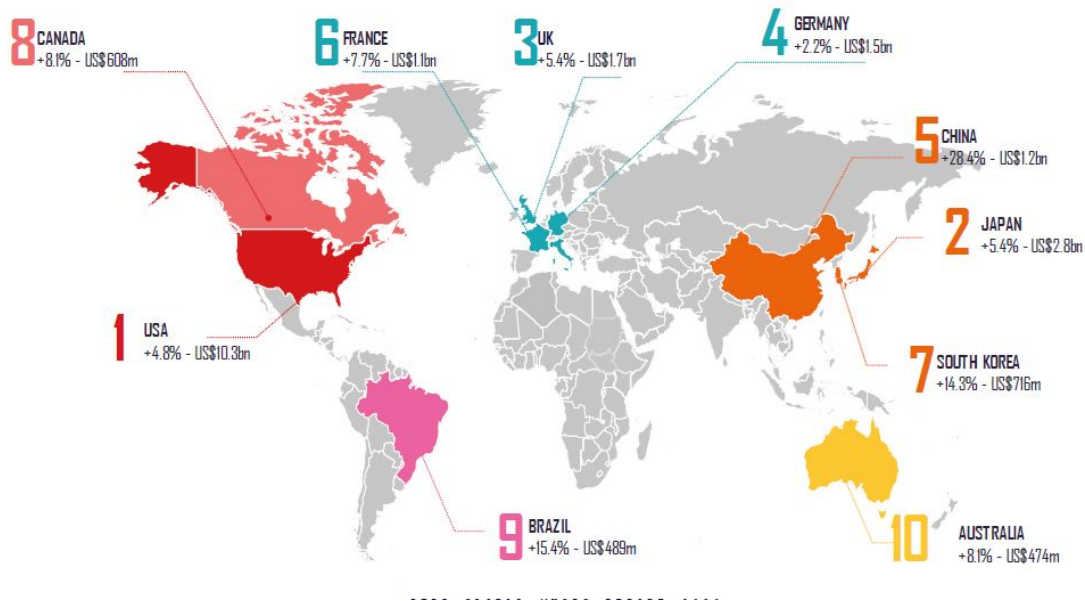 8 CANADA
+8.1% - US$608m
6 FRANCE
+7.7% - US$1.1bn
3 UK
+5.4% - US$1.7bn
4 GERMANY
+2.2% - US$1.5bn
5 CHINA
+28.4% - US$1.2bn
2 JAPAN
+5.4% - US$2.8bn
1 USA
+4.8% - US$10.3bn
7 SOUTH KOREA
+14.3% - US$716m
9 BRAZIL
+15.4% - US$489m
10 AUSTRALIA
+8.1% - US$474m